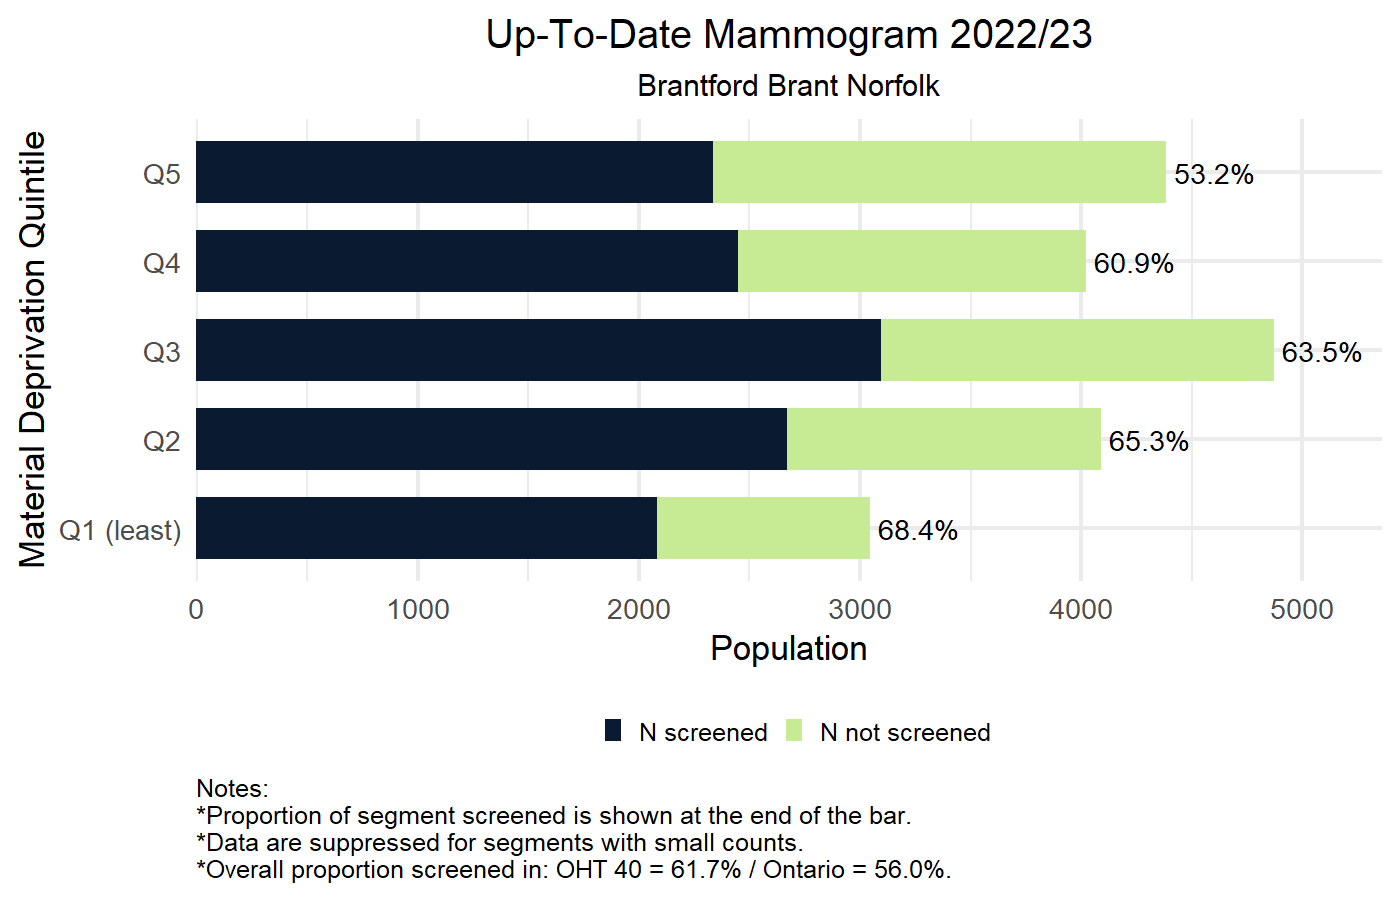 Up-To-Date Mammogram 2022/23
Brantford Brant Norfolk
Material Deprivation Quintile
Q5
53.2%
Q4
60.9%
Q3
63.5%
Q2
65.3%
Q1 (least)
68.4%
0 1000 2000 3000 4000 5000
Population
N screened N not screened
Notes:
*Proportion of segment screened is shown at the end of the bar.
*Data are suppressed for segments with small counts.
*Overall proportion screened in: OHT 40 = 61.7% / Ontario = 56.0%.